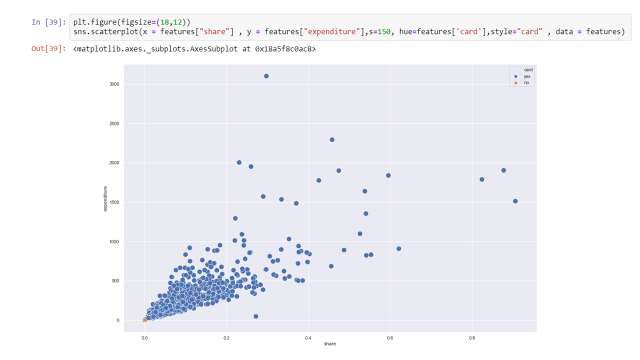 In [39]: plt.figure(figsize=(18,12))
sns.scatterplot(x = features["share"] , y = features["expenditure"],s=150, hue=features['card'],style="card" , data = features)
Out[39]: <matplotlib.axes._subplots.AxesSubplot at 0x18a5f8c0ac8>
card
yes
no
3000
2500
2000
1500
1000
500
0
expenditure
0.0 0.2 0.4 0.6 0.8
share